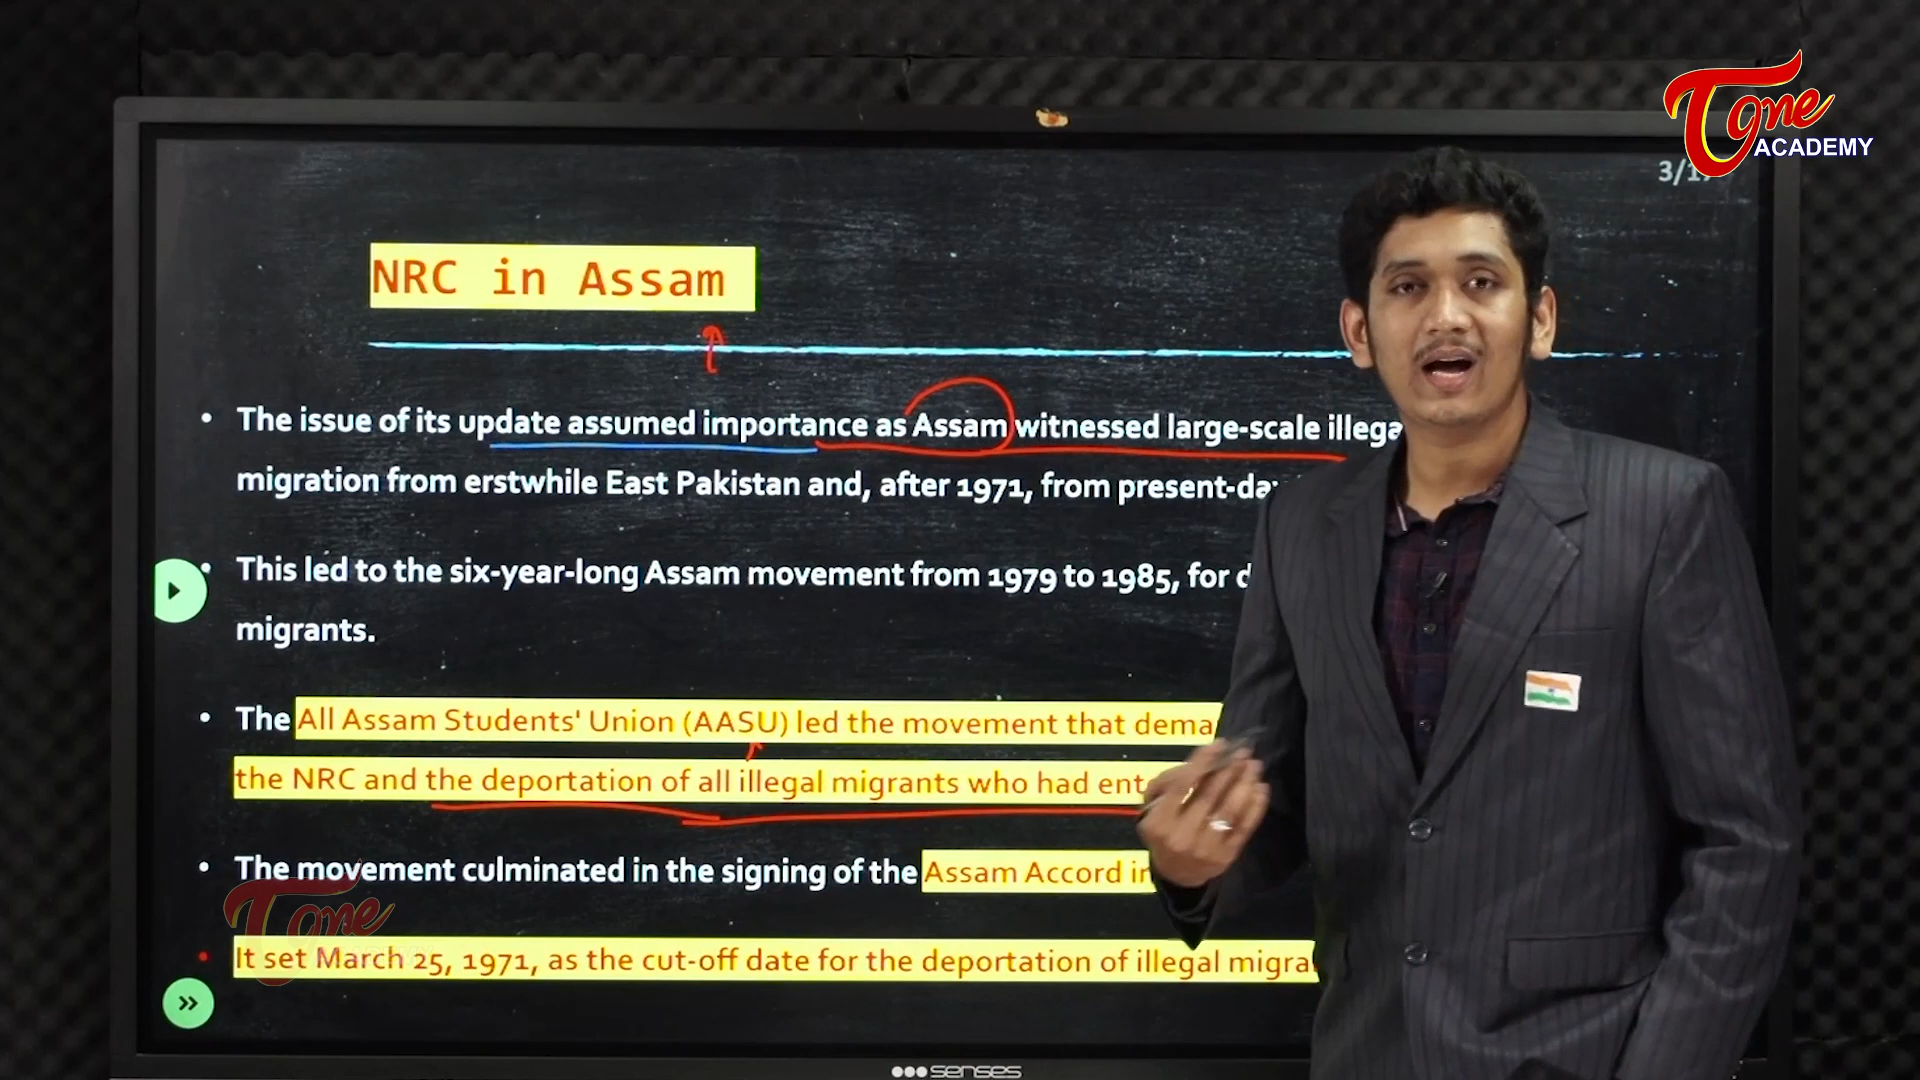 Tone
ACADEMY
3/1
NRC in Assam
• The issue of its update assumed importance as Assam witnessed large-scale illega
migration from erstwhile East Pakistan and, after 1971, from present-day
• This led to the six-year-long Assam movement from 1979 to 1985, for d
migrants.
• The All Assam Students' Union (AASU) led the movement that dema
the NRC and the deportation of all illegal migrants who had ent
• The movement culminated in the signing of the Assam Accord in
Tone
• It set March 25, 1971, as the cut-off date for the deportation of illegal migra
senses